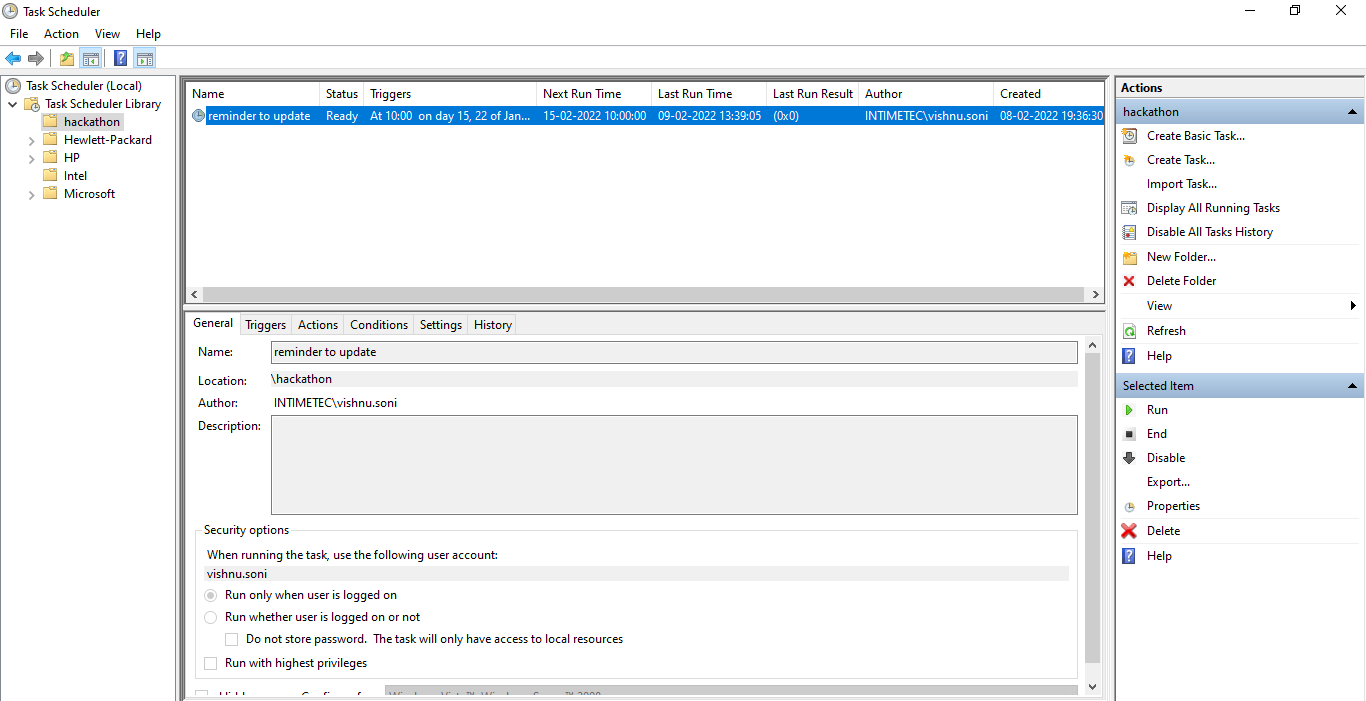 Task Scheduler
File Action View Help
Task Scheduler (Local)
Task Scheduler Library
hackathon
Hewlett-Packard
HP
Intel
Microsoft
Name Status Triggers Next Run Time Last Run Time Last Run Result Author Created
reminder to update Ready At 10:00 on day 15, 22 of Jan... 15-02-2022 10:00:00 09-02-2022 13:39:05 (0x0) INTIMETEC\vishnu.soni 08-02-2022 19:36:30
General Triggers Actions Conditions Settings History
Name: reminder to update
Location: \hackathon
Author: INTIMETEC\vishnu.soni
Description:
Security options
When running the task, use the following user account:
vishnu.soni
Run only when user is logged on
Run whether user is logged on or not
Do not store password. The task will only have access to local resources
Run with highest privileges
Actions
hackathon
Create Basic Task...
Create Task...
Import Task...
Display All Running Tasks
Disable All Tasks History
New Folder...
Delete Folder
View
Refresh
Help
Selected Item
Run
End
Disable
Export...
Properties
Delete
Help